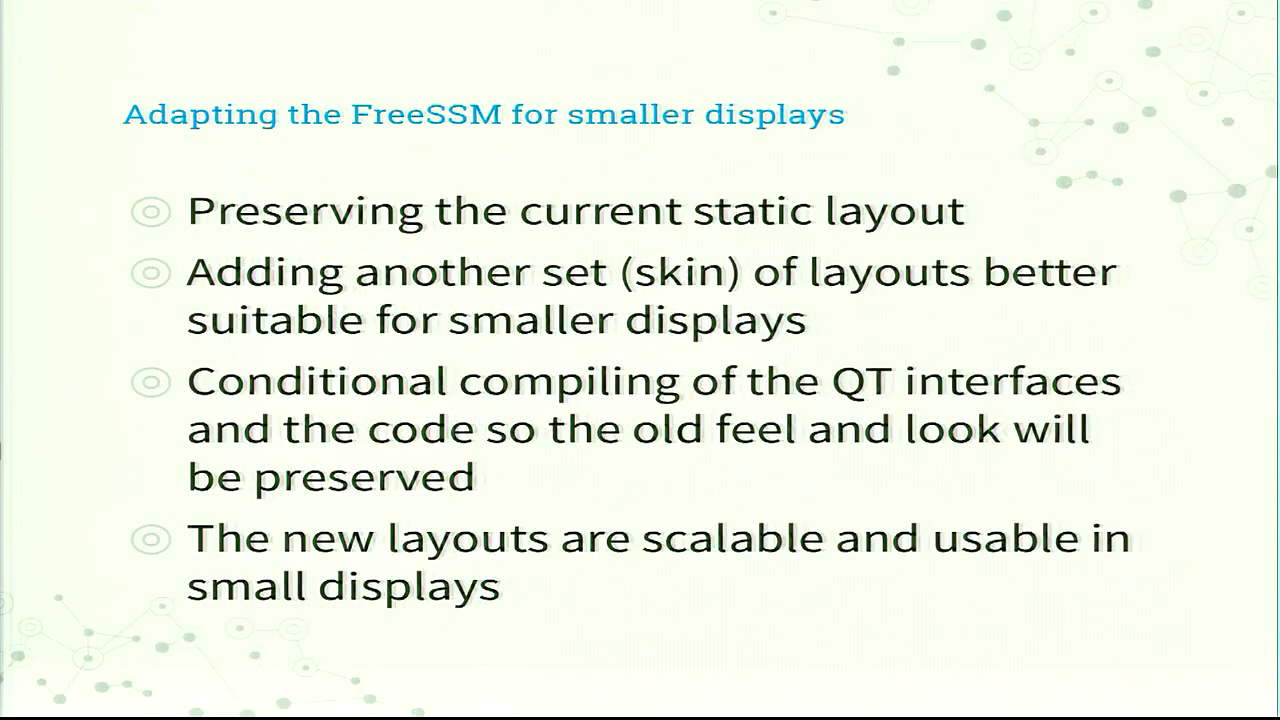 Adapting the FreeSSM for smaller displays
Preserving the current static layout
Adding another set (skin) of layouts better
suitable for smaller displays
Conditional compiling of the QT interfaces
and the code so the old feel and look will
be preserved
The new layouts are scalable and usable in
small displays